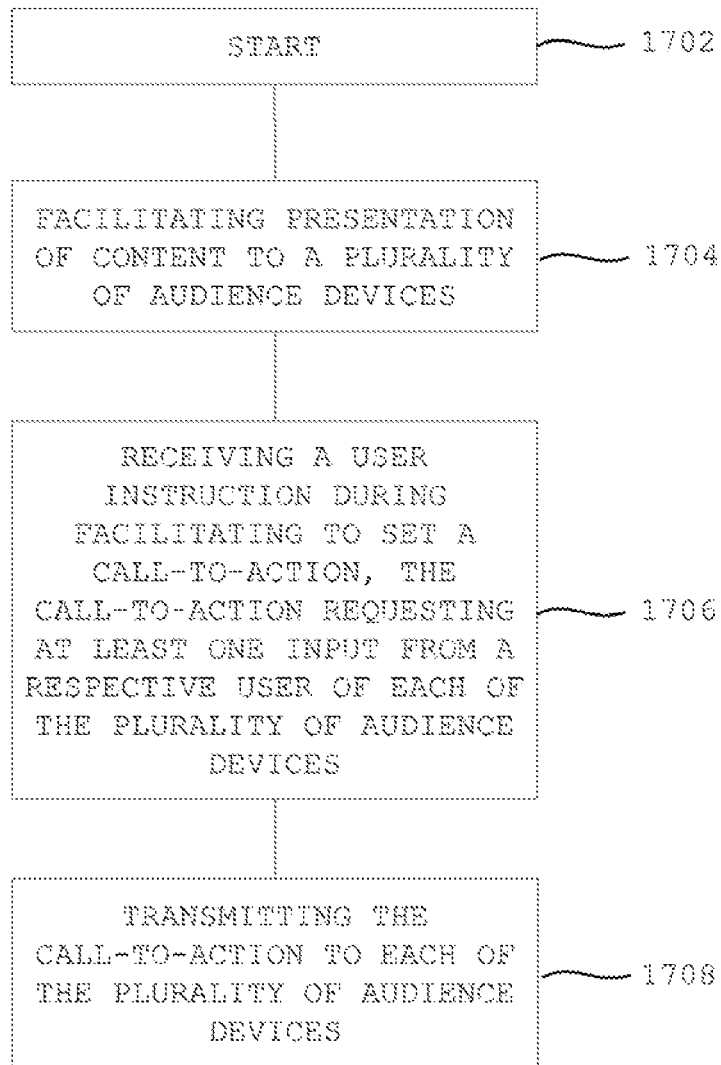 START
1702
FACILITATING PRESENTATION
OF CONTENT TO A PLURALITY
OF AUDIENCE DEVICES
1704
RECEIVING A USER
INSTRUCTION DURING
FACILITATING TO SET A
CALL-TO-ACTION, THE
CALL-TO-ACTION REQUESTING
AT LEAST ONE INPUT FROM A
RESPECTIVE USER OF EACH OF
THE PLURALITY OF AUDIENCE
DEVICES
1706
TRANSMITTING THE
CALL-TO-ACTION TO EACH OF
THE PLURALITY OF AUDIENCE
DEVICES
1708